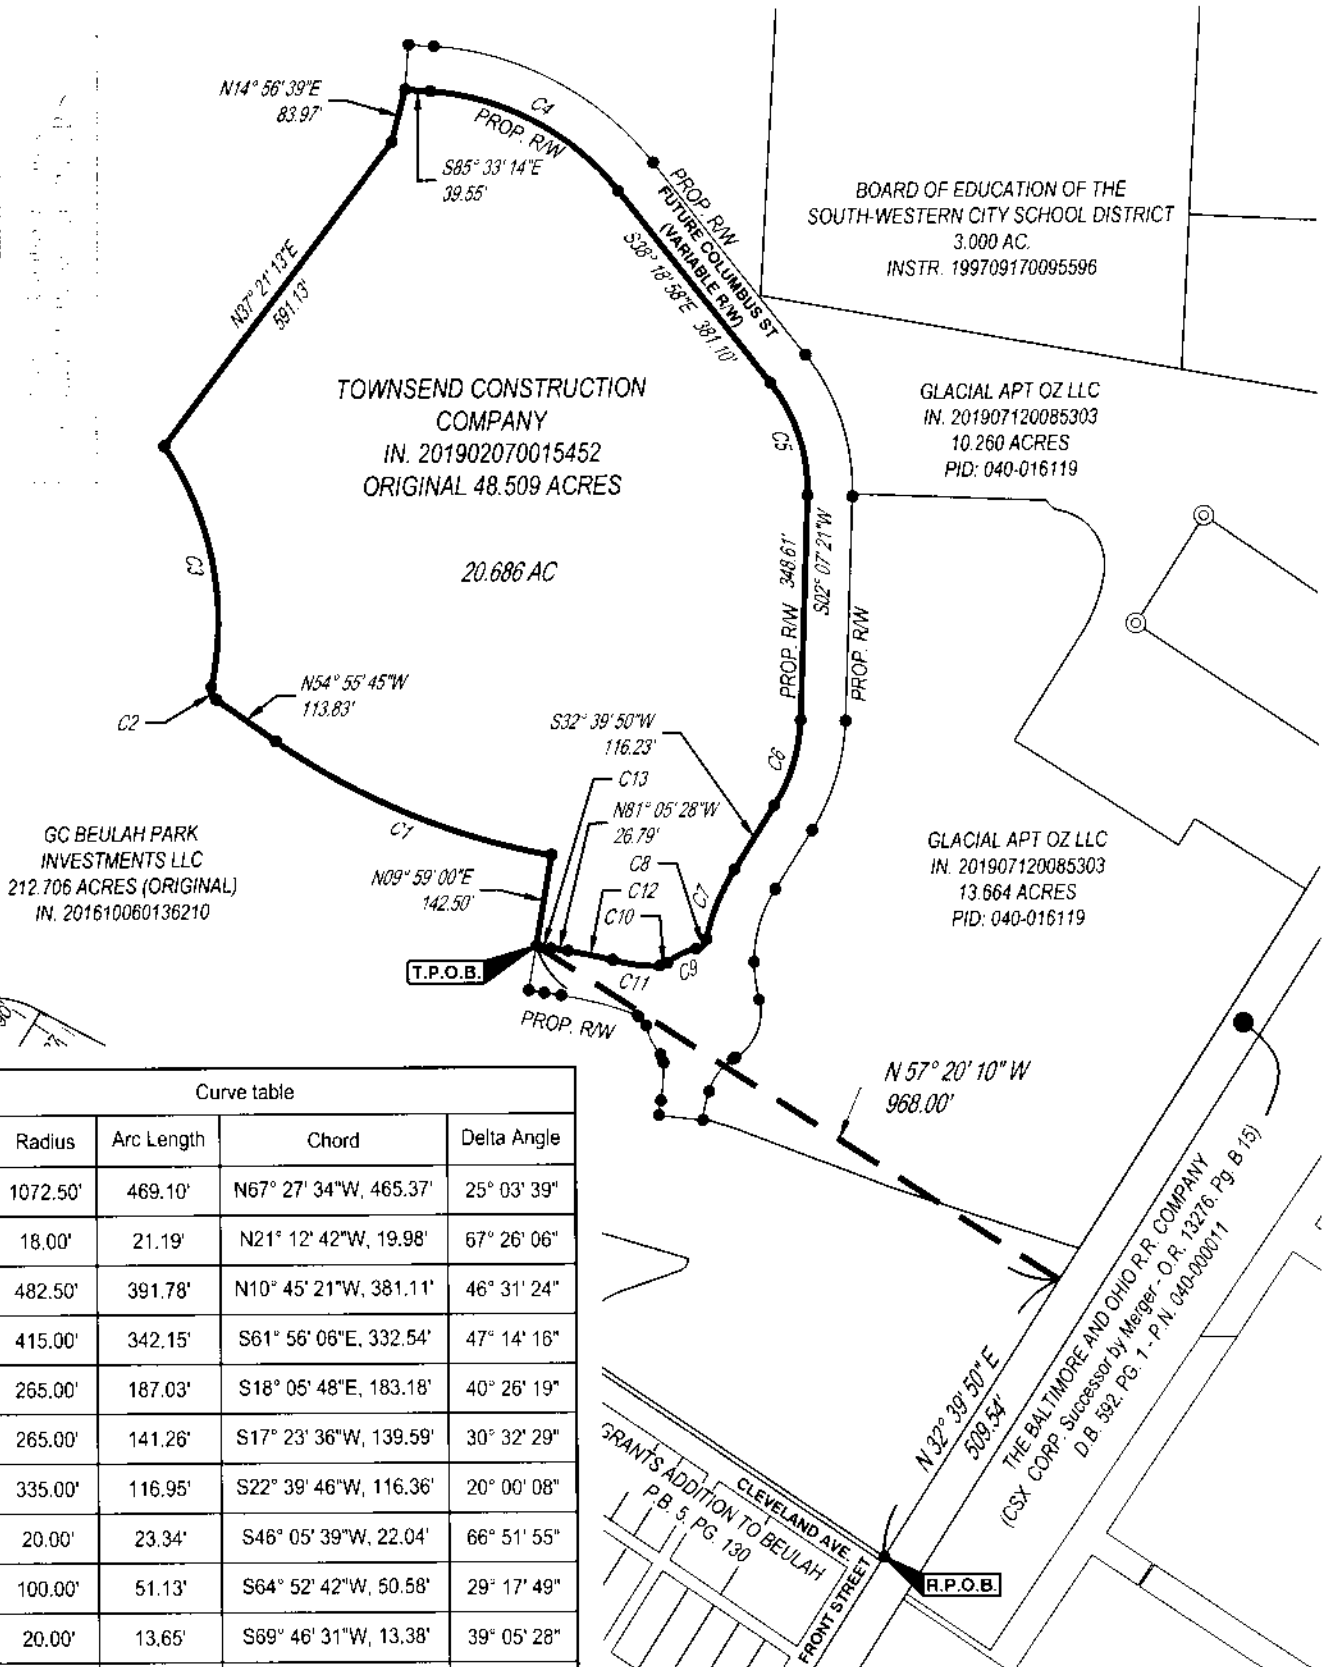 N14° 56' 39"E
83.97'
C4
PROP. R/W
S85° 33' 14"E
39.55'
PROP. R/W
FUTURE COLUMBUS ST
(VARIABLE R/W)
S38° 18' 58"E 381.10'
BOARD OF EDUCATION OF THE
SOUTH-WESTERN CITY SCHOOL DISTRICT
3.000 AC.
INSTR. 199709170095596
N37° 21' 13"E
591.13'
TOWNSEND CONSTRUCTION
COMPANY
IN. 201902070015452
ORIGINAL 48.509 ACRES
20.686 AC
GLACIAL APT OZ LLC
IN. 201907120085303
10.260 ACRES
PID: 040-016119
C5
C3
PROP. R/W 348.61'
S02° 07' 21"W
PROP. R/W
N54° 55' 45"W
113.83'
C2
S32° 39' 50"W
116.23'
C6
C13
N81° 05' 28"W
26.79'
C8
C12
C10
C7
C1
N09° 59' 00"E
142.50'
GC BEULAH PARK
INVESTMENTS LLC
212.706 ACRES (ORIGINAL)
IN. 201610060136210
GLACIAL APT OZ LLC
IN. 201907120085303
13.664 ACRES
PID: 040-016119
T.P.O.B.
C11
C9
PROP. R/W
N 57° 20' 10" W
968.00'
Curve table
Radius Arc Length Chord Delta Angle
1072.50' 469.10' N67° 27' 34"W, 465.37' 25° 03' 39"
18.00' 21.19' N21° 12' 42"W, 19.98' 67° 26' 06"
482.50' 391.78' N10° 45' 21"W, 381.11' 46° 31' 24"
415.00' 342.15' S61° 56' 06"E, 332.54' 47° 14' 16"
265.00' 187.03' S18° 05' 48"E, 183.18' 40° 26' 19"
265.00' 141.26' S17° 23' 36"W, 139.59' 30° 32' 29"
335.00' 116.95' S22° 39' 46"W, 116.36' 20° 00' 08"
20.00' 23.34' S46° 05' 39"W, 22.04' 66° 51' 55"
100.00' 51.13' S64° 52' 42"W, 50.58' 29° 17' 49"
20.00' 13.65' S69° 46' 31"W, 13.38' 39° 05' 28"
N 32° 39' 50" E
509.54'
THE BALTIMORE AND OHIO R.R. COMPANY
(CSX CORP. Successor by Merger - O.R. 13276, Pg. B 15)
D.B. 592, PG. 1 - P.N. 040-000011
GRANTS ADDITION TO BEULAH
P.B. 5, PG. 130
CLEVELAND AVE.
FRONT STREET
R.P.O.B.